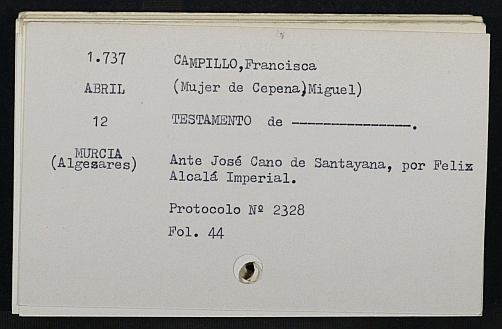 1.737 CAMPILLO,Francisca
ABRIL (Mujer de Cepena,Miguel)
12 TESTAMENTO de ---------------.
MURCIA
(Algezares) Ante José Cano de Santayana, por Felix
Alcalá Imperial.
Protocolo Nº 2328
Fol. 44